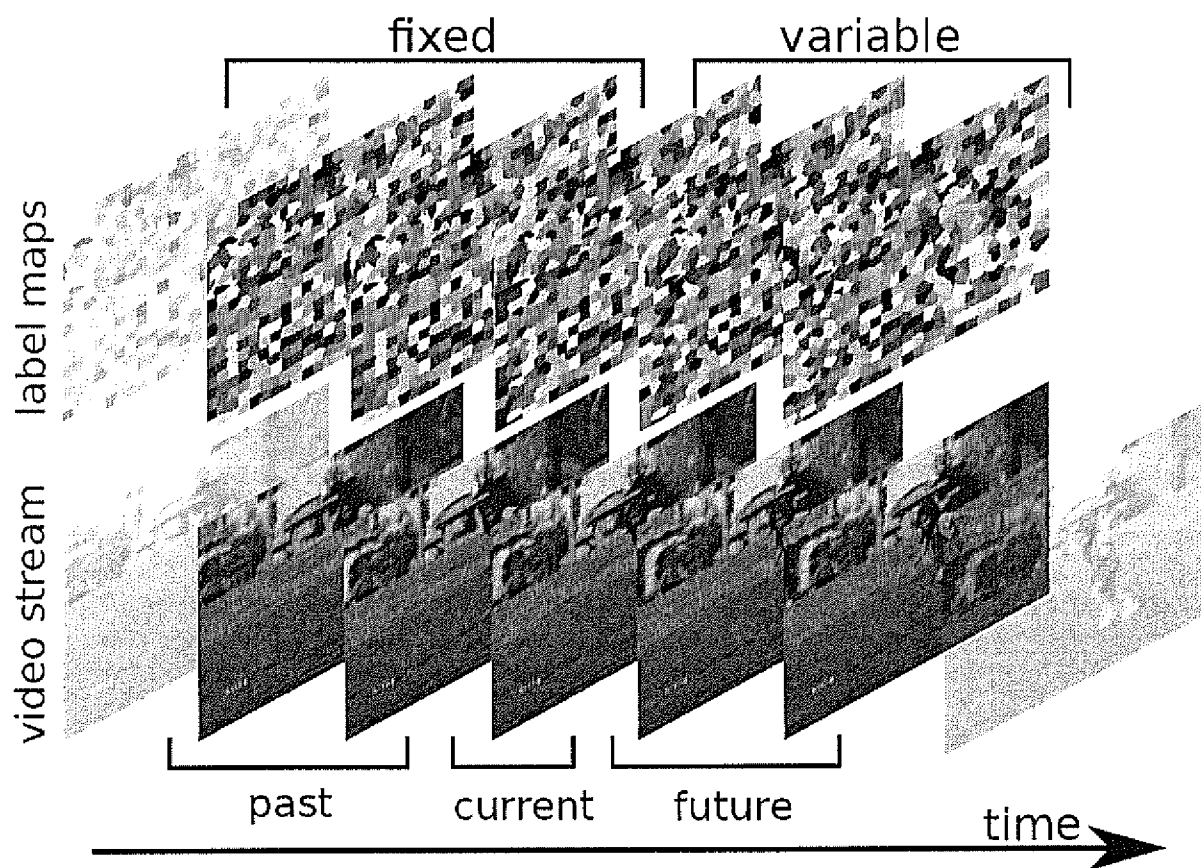 fixed
variable
label maps
video stream
past
current
future
time